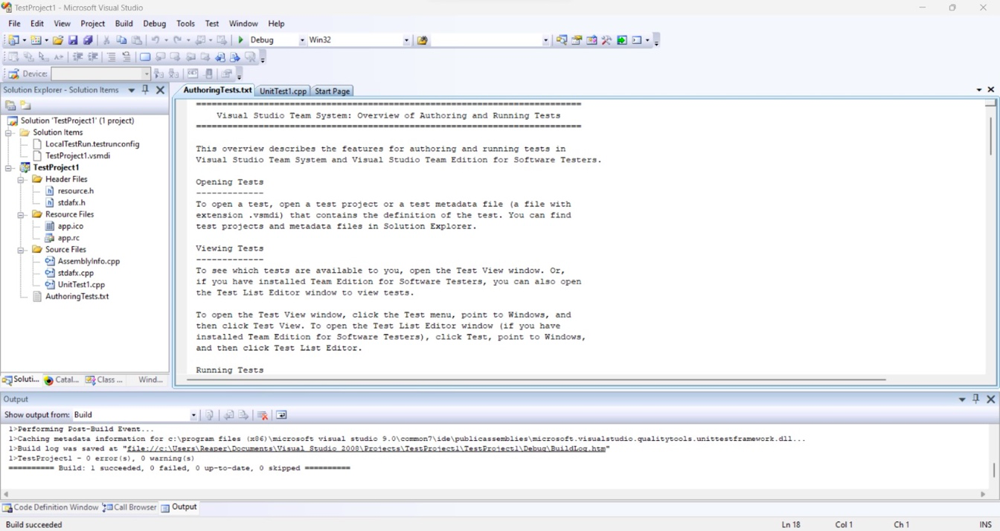 TestProject1 - Microsoft Visual Studio
File Edit View Project Build Debug Tools Test Window Help
Debug Win32
Device:
Solution Explorer - Solution Items
AuthoringTests.txt UnitTest1.cpp Start Page
Solution 'TestProject1' (1 project)
Solution Items
LocalTestRun.testrunconfig
TestProject1.vsmdi
TestProject1
Header Files
resource.h
stdafx.h
Resource Files
app.ico
app.rc
Source Files
AssemblyInfo.cpp
stdafx.cpp
UnitTest1.cpp
AuthoringTests.txt
Soluti... Catal... Class ... Wind...
==========================================================================
Visual Studio Team System: Overview of Authoring and Running Tests
==========================================================================
This overview describes the features for authoring and running tests in
Visual Studio Team System and Visual Studio Team Edition for Software Testers.
Opening Tests
-------------
To open a test, open a test project or a test metadata file (a file with
extension .vsmdi) that contains the definition of the test. You can find
test projects and metadata files in Solution Explorer.
Viewing Tests
-------------
To see which tests are available to you, open the Test View window. Or,
if you have installed Team Edition for Software Testers, you can also open
the Test List Editor window to view tests.
To open the Test View window, click the Test menu, point to Windows, and
then click Test View. To open the Test List Editor window (if you have
installed Team Edition for Software Testers), click Test, point to Windows,
and then click Test List Editor.
Running Tests
Output
Show output from: Build
1>Performing Post-Build Event...
1>Caching metadata information for c:\program files (x86)\microsoft visual studio 9.0\common7\ide\publicassemblies\microsoft.visualstudio.qualitytools.unittestframework.dll...
1>Build log was saved at "file://c:\Users\Reaper\Documents\Visual Studio 2008\Projects\TestProject1\TestProject1\Debug\BuildLog.htm"
1>TestProject1 - 0 error(s), 0 warning(s)
========== Build: 1 succeeded, 0 failed, 0 up-to-date, 0 skipped ==========
Code Definition Window Call Browser Output
Build succeeded Ln 18 Col 1 Ch 1 INS